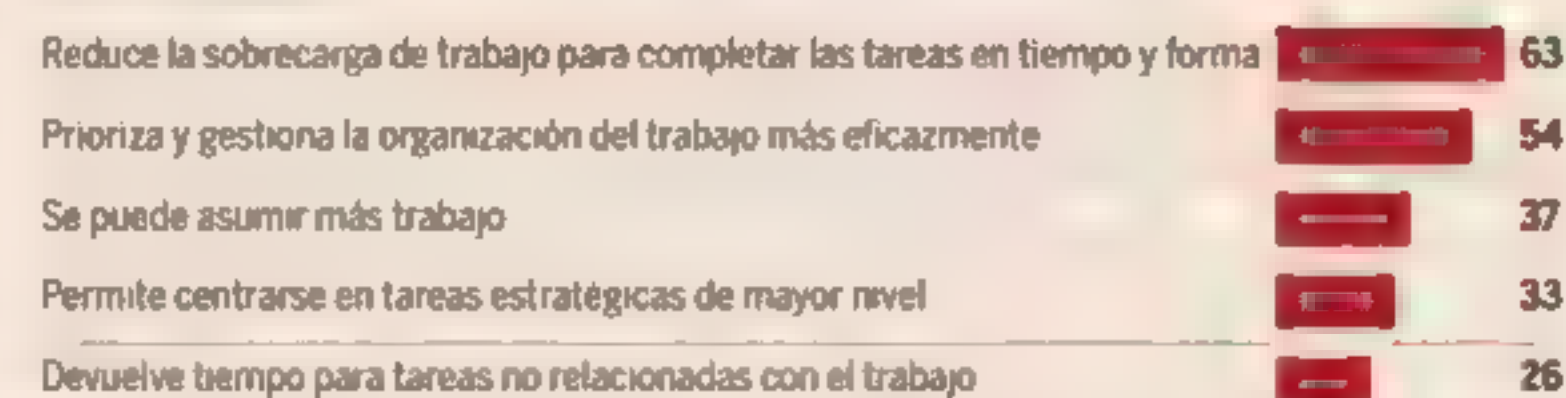 Reduce la sobrecarga de trabajo para completar las tareas en tiempo y forma 63
Prioriza y gestiona la organización del trabajo más eficazmente 54
Se puede asumir más trabajo 37
Permite centrarse en tareas estratégicas de mayor nivel 33
Devuelve tiempo para tareas no relacionadas con el trabajo 26